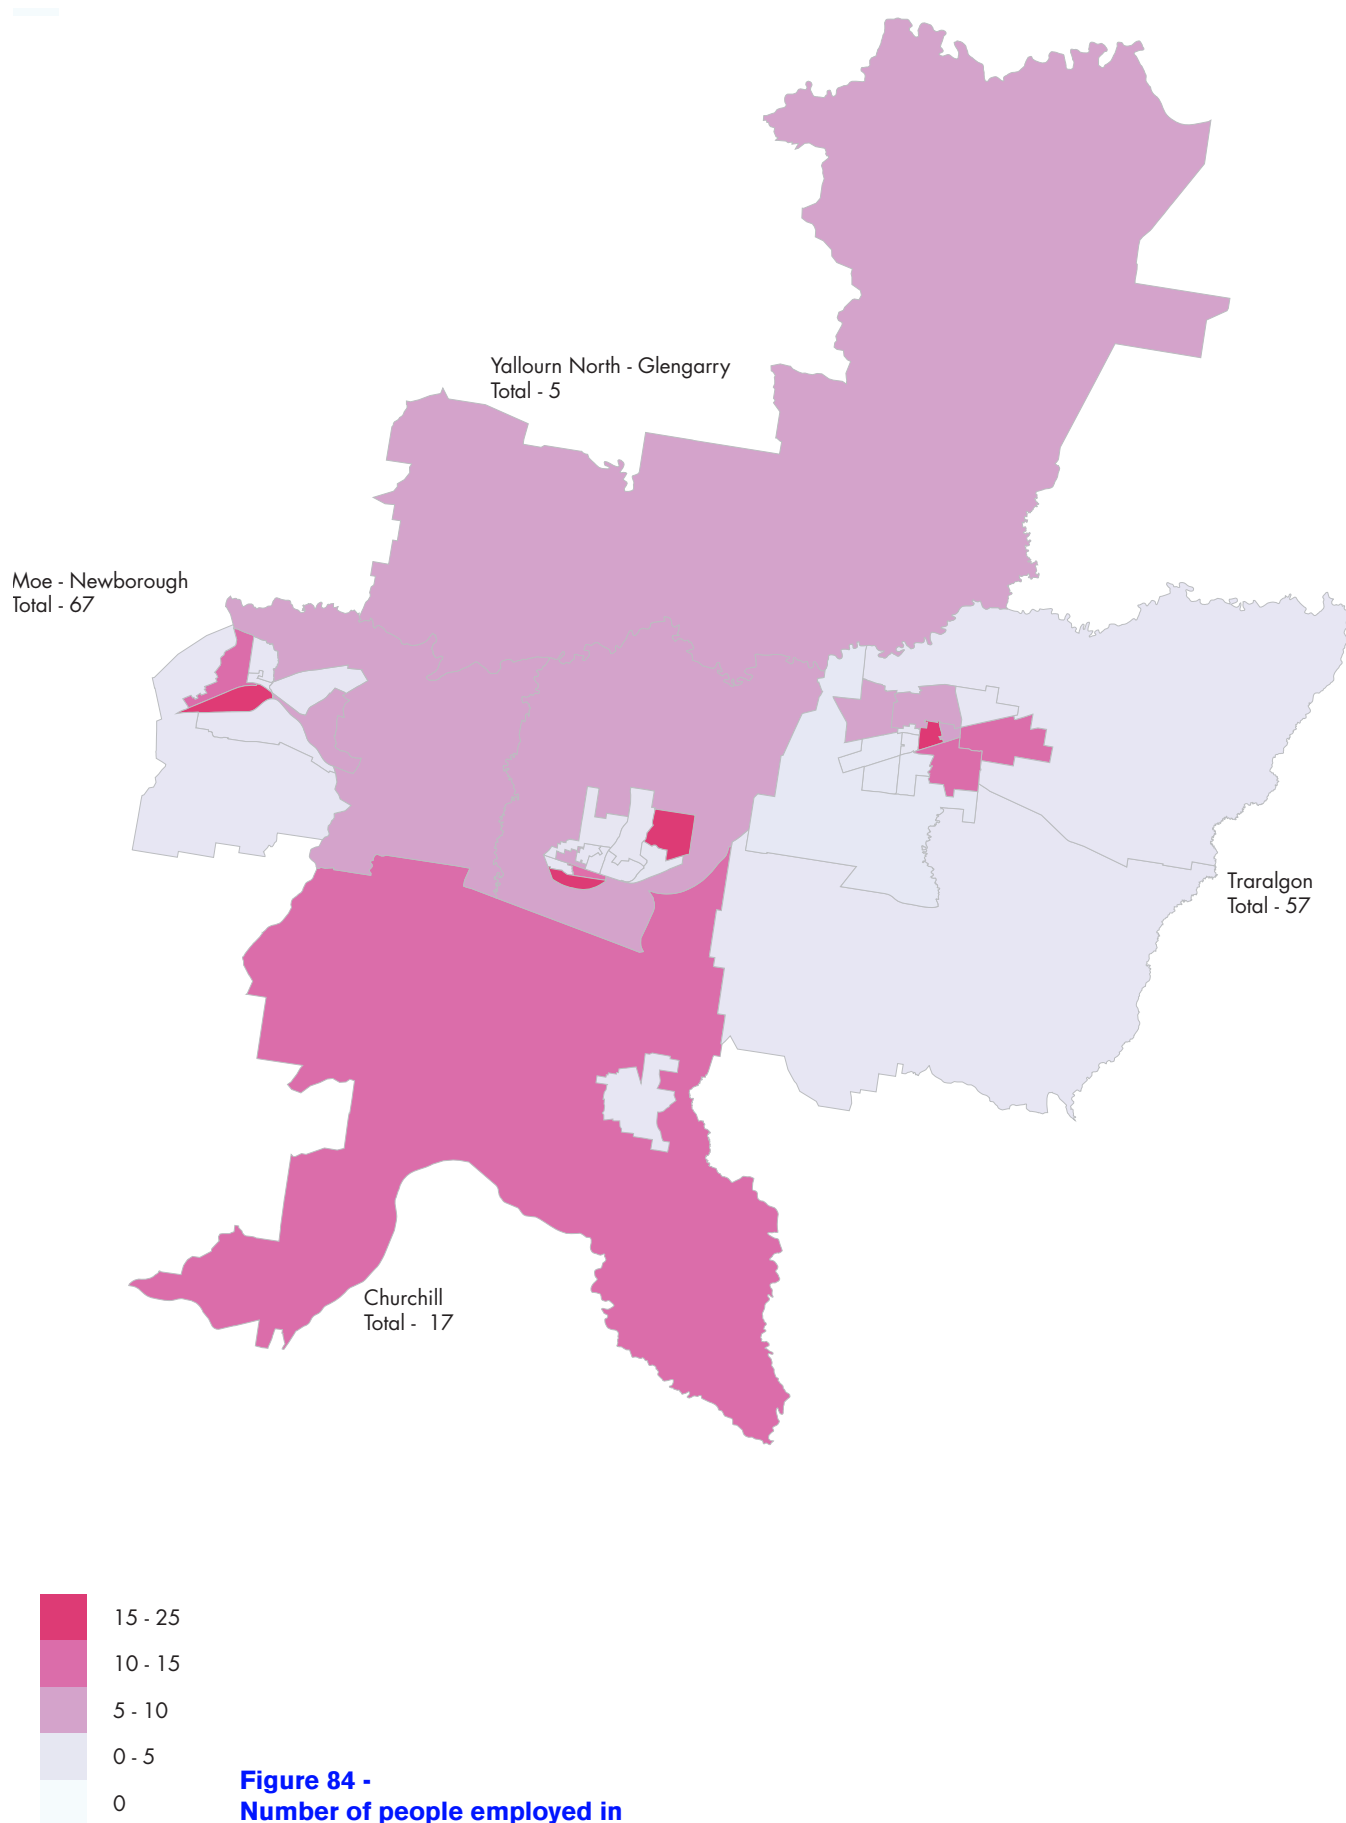 Yallourn North - Glengarry
Total - 5
Moe - Newborough
Total - 67
Traralgon
Total - 57
Churchill
Total - 17
15 - 25
10 - 15
5 - 10
0 - 5
0
Figure 84 -
Number of people employed in